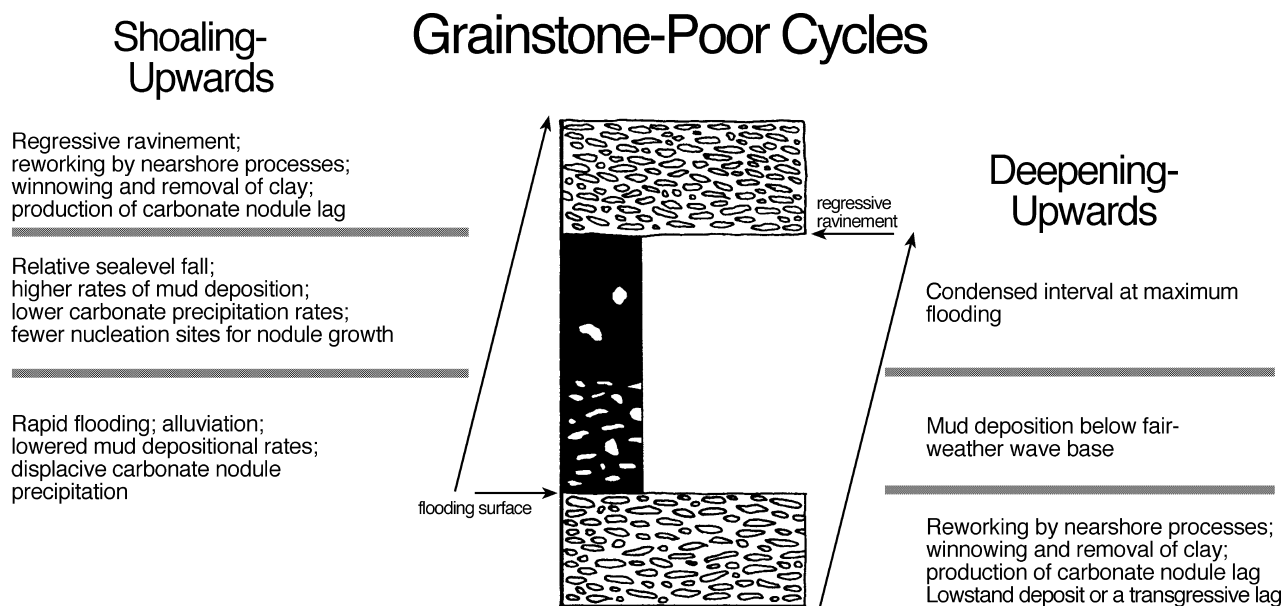 Grainstone-Poor Cycles
Shoaling-
Upwards
Regressive ravinement;
reworking by nearshore processes;
winnowing and removal of clay;
production of carbonate nodule lag
Relative sealevel fall;
higher rates of mud deposition;
lower carbonate precipitation rates;
fewer nucleation sites for nodule growth
Rapid flooding; alluviation;
lowered mud depositional rates;
displacive carbonate nodule
precipitation
flooding surface
regressive
ravinement
Deepening-
Upwards
Condensed interval at maximum
flooding
Mud deposition below fair-
weather wave base
Reworking by nearshore processes;
winnowing and removal of clay;
production of carbonate nodule lag
Lowstand deposit or a transgressive lag